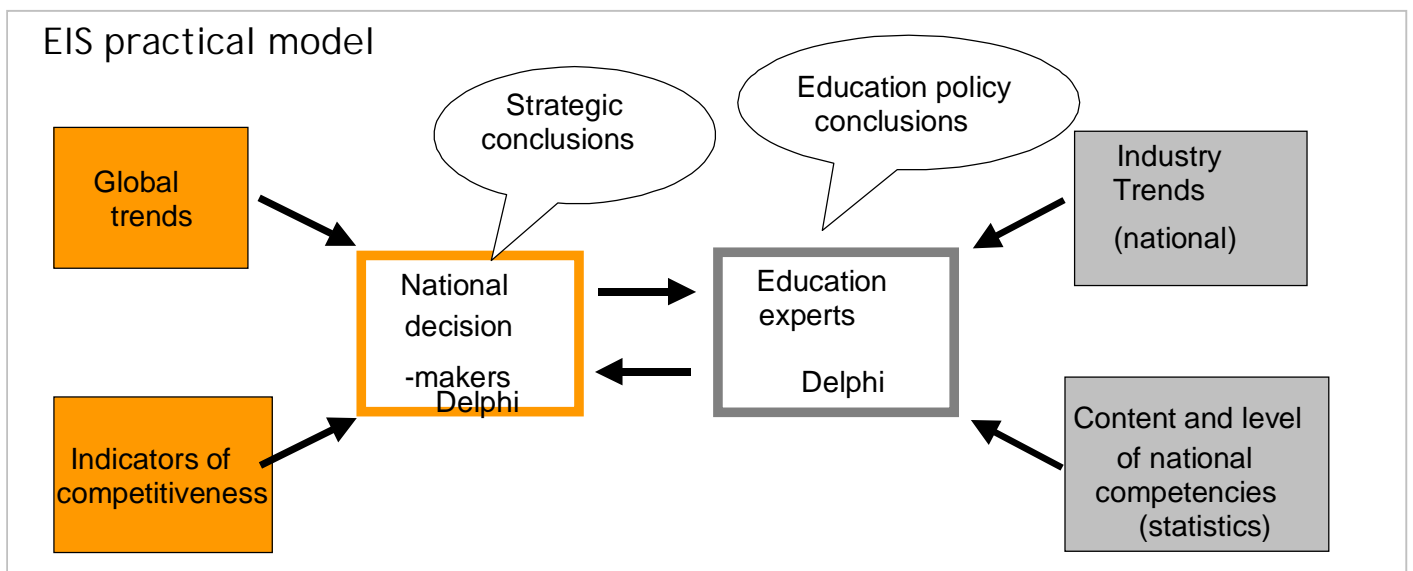 EIS practical model
Strategic
conclusions
Education policy
conclusions
Global
trends
Industry
Trends
(national)
National
decision
-makers
Delphi
Education
experts
Delphi
Indicators of
competitiveness
Content and level
of national
competencies
(statistics)